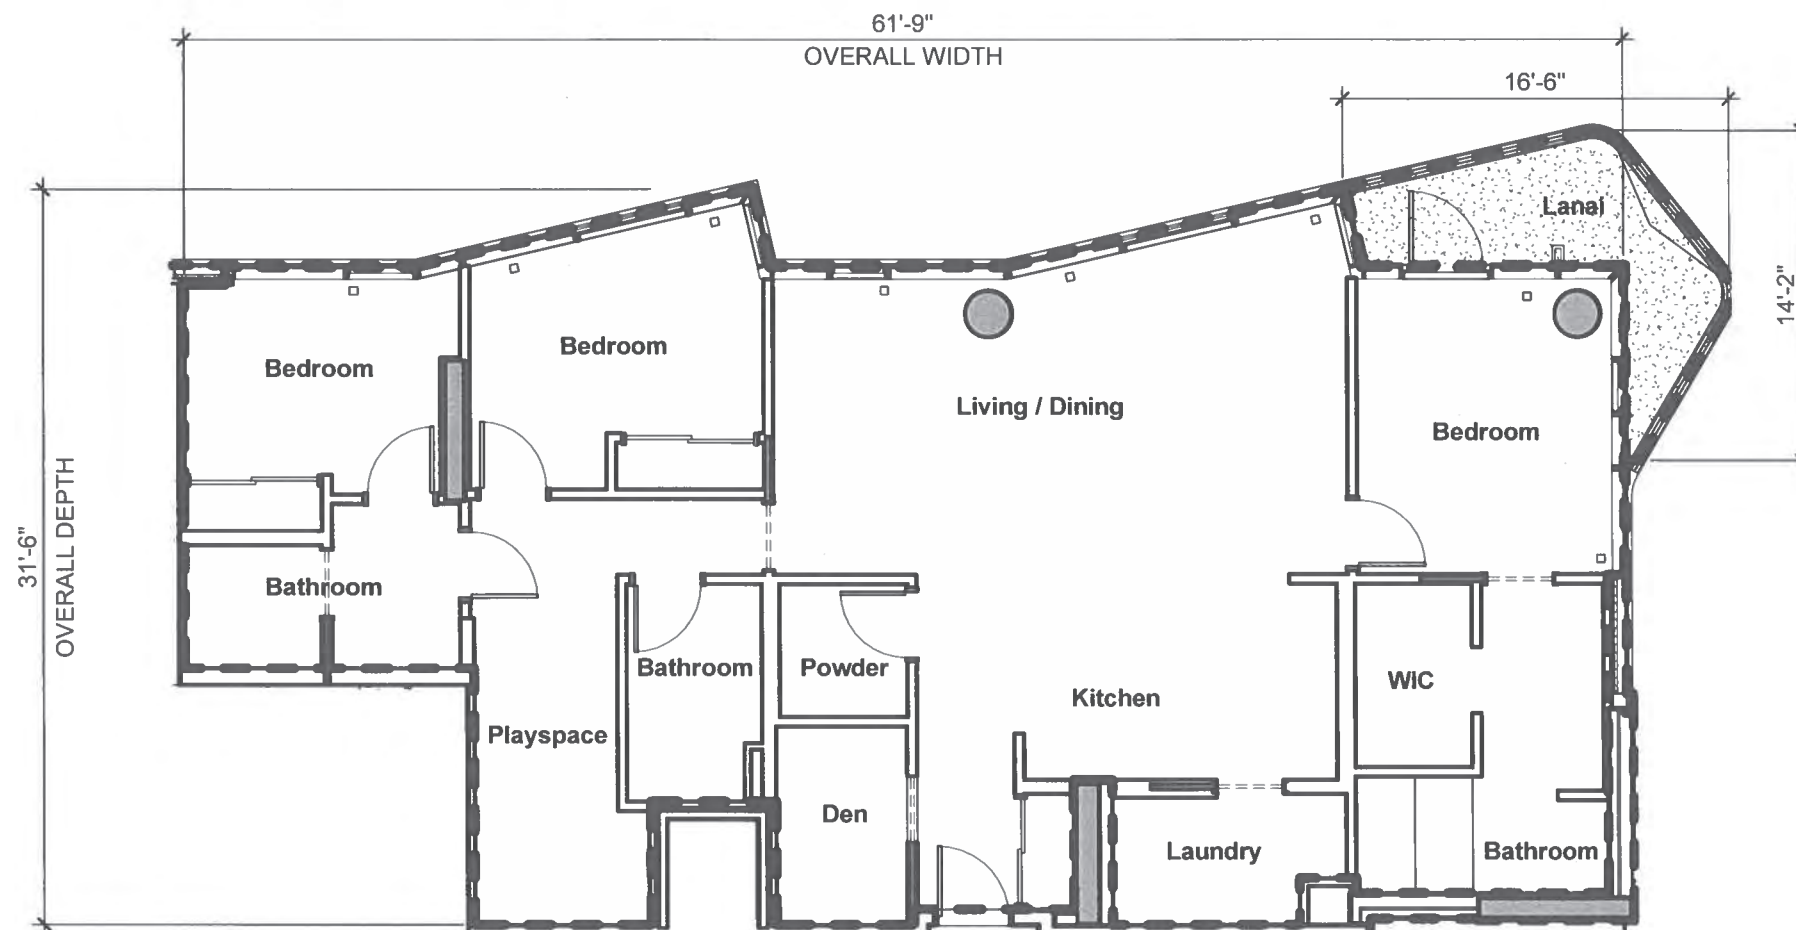 61'-9"
OVERALL WIDTH
16'-6"
14'-2"
31'-6"
OVERALL DEPTH
Lanai
Bedroom
Bedroom
Living / Dining
Bedroom
Bathroom
Bathroom
Powder
WIC
Kitchen
Playspace
Den
Laundry
Bathroom